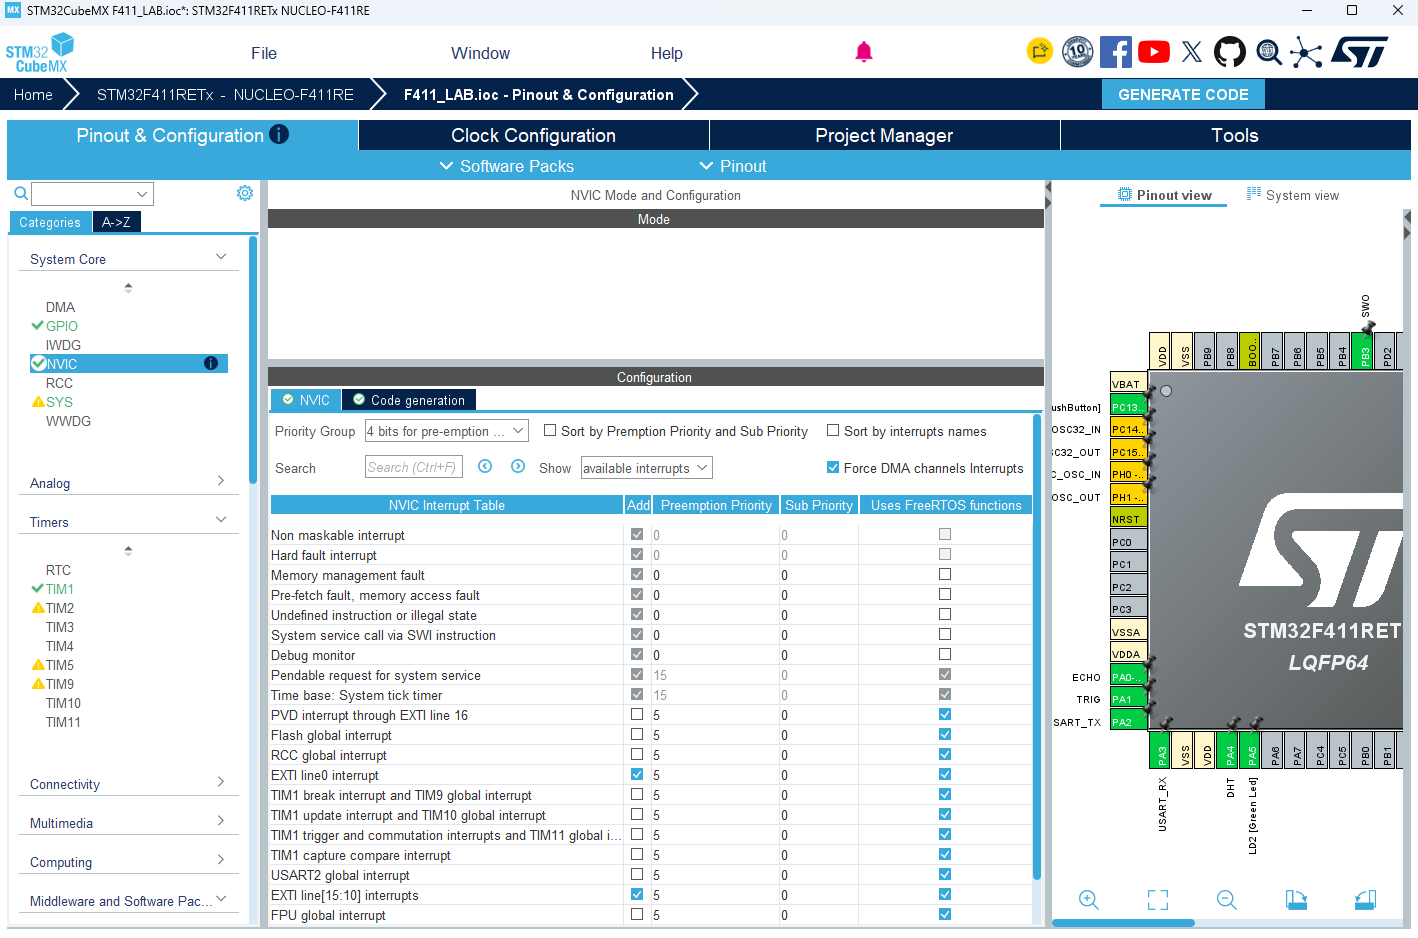 MX STM32CubeMX F411_LAB.ioc*: STM32F411RETx NUCLEO-F411RE
STM32 CubeMX
File Window Help
Home STM32F411RETx - NUCLEO-F411RE F411_LAB.ioc - Pinout & Configuration GENERATE CODE
Pinout & Configuration Clock Configuration Project Manager Tools
Software Packs Pinout
Categories A->Z
System Core
DMA
GPIO
IWDG
NVIC
RCC
SYS
WWDG
Analog
Timers
RTC
TIM1
TIM2
TIM3
TIM4
TIM5
TIM9
TIM10
TIM11
Connectivity
Multimedia
Computing
Middleware and Software Pac...
NVIC Mode and Configuration
Mode
Configuration
NVIC Code generation
Priority Group 4 bits for pre-emption ... Sort by Premption Priority and Sub Priority Sort by interrupts names
Search Search (Ctrl+F) Show available interrupts Force DMA channels Interrupts
NVIC Interrupt Table Add Preemption Priority Sub Priority Uses FreeRTOS functions
Non maskable interrupt 0 0
Hard fault interrupt 0 0
Memory management fault 0 0
Pre-fetch fault, memory access fault 0 0
Undefined instruction or illegal state 0 0
System service call via SWI instruction 0 0
Debug monitor 0 0
Pendable request for system service 15 0
Time base: System tick timer 15 0
PVD interrupt through EXTI line 16 5 0
Flash global interrupt 5 0
RCC global interrupt 5 0
EXTI line0 interrupt 5 0
TIM1 break interrupt and TIM9 global interrupt 5 0
TIM1 update interrupt and TIM10 global interrupt 5 0
TIM1 trigger and commutation interrupts and TIM11 global i... 5 0
TIM1 capture compare interrupt 5 0
USART2 global interrupt 5 0
EXTI line[15:10] interrupts 5 0
FPU global interrupt 5 0
Pinout view System view
SWO
VDD VSS PB9 PB8 BOO.. PB7 PB6 PB5 PB4 PB3 PD2
VBAT
ushButton] PC13..
OSC32_IN PC14..
SC32_OUT PC15..
C_OSC_IN PH0 -..
OSC_OUT PH1 -..
NRST
PC0
PC1
PC2
PC3
VSSA
VDDA
ECHO PA0-..
TRIG PA1
SART_TX PA2
STM32F411RET
LQFP64
PA3 VSS VDD PA4 PA5 PA6 PA7 PC4 PC5 PB0 PB1
USART_RX DHT LD2 [Green Led]